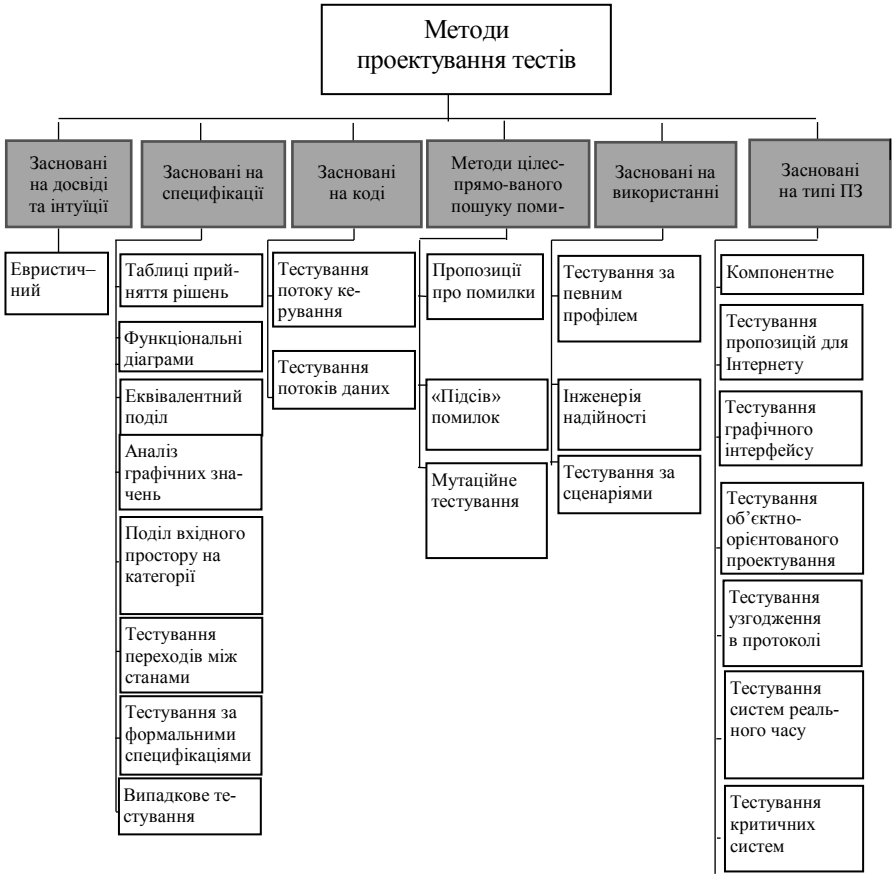 Методи
проектування тестів
Засновані
на досвіді
та інтуїції
Засновані на
специфікації
Засновані
на коді
Методи цілес-
прямо-ваного
пошуку поми-
Засновані на
використанні
Засновані
на типі ПЗ
Евристич–
ний
Таблиці прий-
няття рішень
Функціональні
діаграми
Еквівалентний
поділ
Аналіз
графічних зна-
чень
Поділ вхідного
простору на
категорії
Тестування
переходів між
станами
Тестування за
формальними
специфікаціями
Випадкове те-
стування
Тестування
потоку ке-
рування
Тестування
потоків даних
Пропозиції
про помилки
«Підсів»
помилок
Мутаційне
тестування
Тестування за
певним
профілем
Інженерія
надійності
Тестування за
сценаріями
Компонентне
Тестування
пропозицій для
Інтернету
Тестування
графічного
інтерфейсу
Тестування
об’єктно-
орієнтованого
проектування
Тестування
узгодження
в протоколі
Тестування
систем реаль-
ного часу
Тестування
критичних
систем